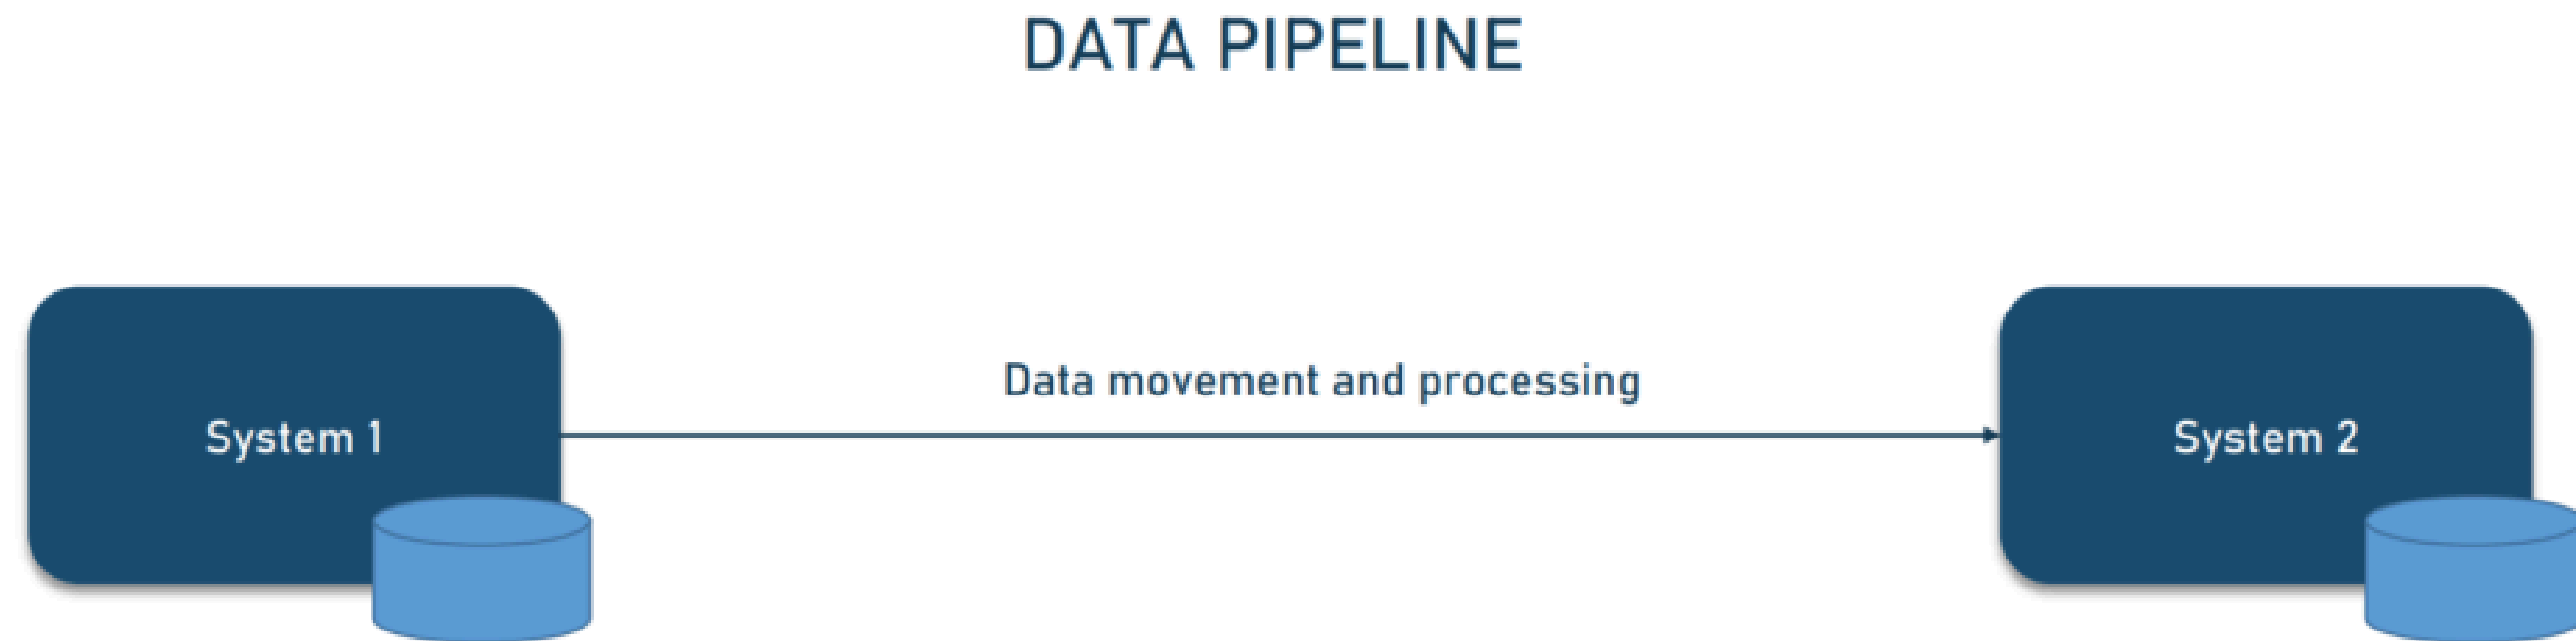 DATA PIPELINE
Data movement and processing
System 1
System 2